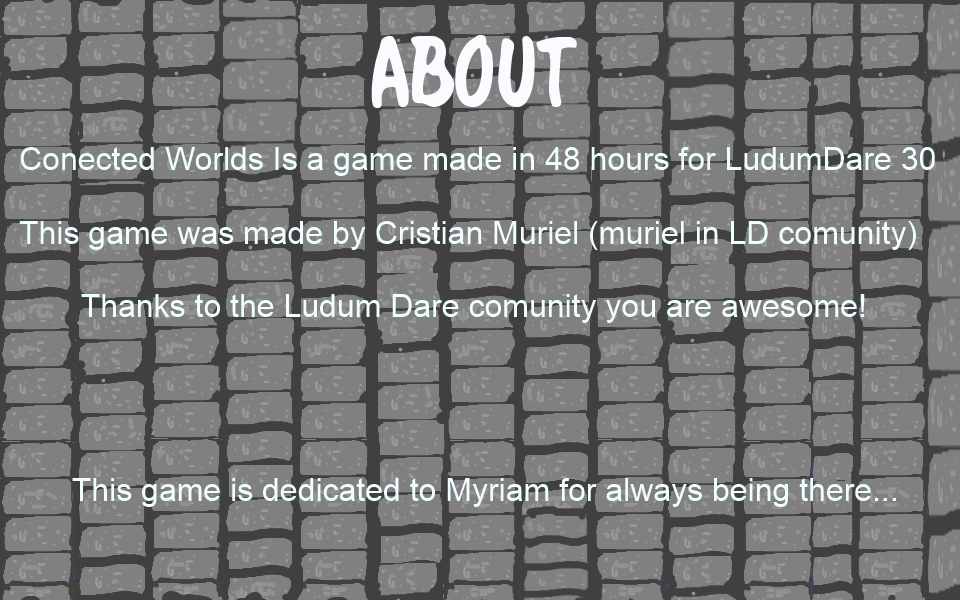 ABOUT
Conected Worlds Is a game made in 48 hours for LudumDare 30
This game was made by Cristian Muriel (muriel in LD comunity)
Thanks to the Ludum Dare comunity you are awesome!
This game is dedicated to Myriam for always being there...